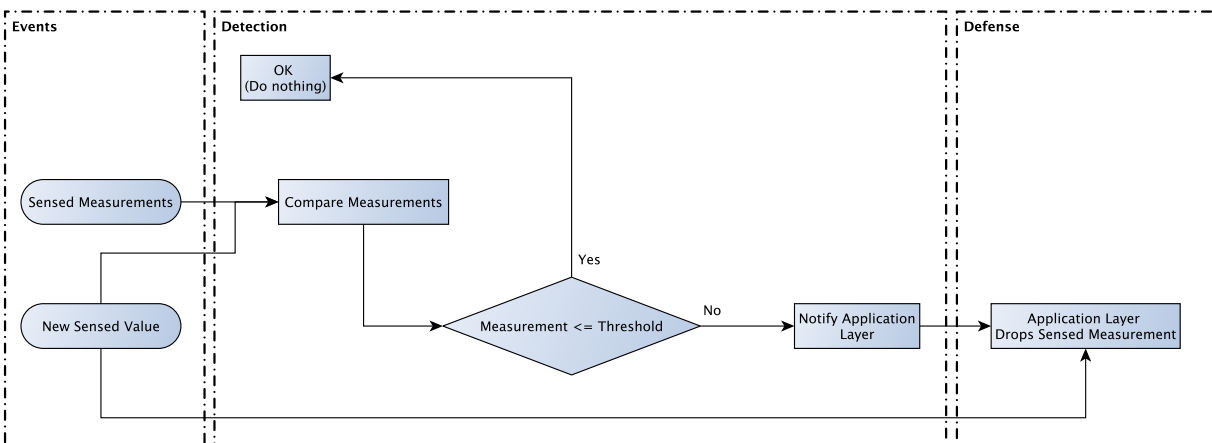 Events
Detection
Defense
OK
(Do nothing)
Sensed Measurements
Compare Measurements
Yes
New Sensed Value
Measurement <= Threshold
No
Notify Application
Layer
Application Layer
Drops Sensed Measurement